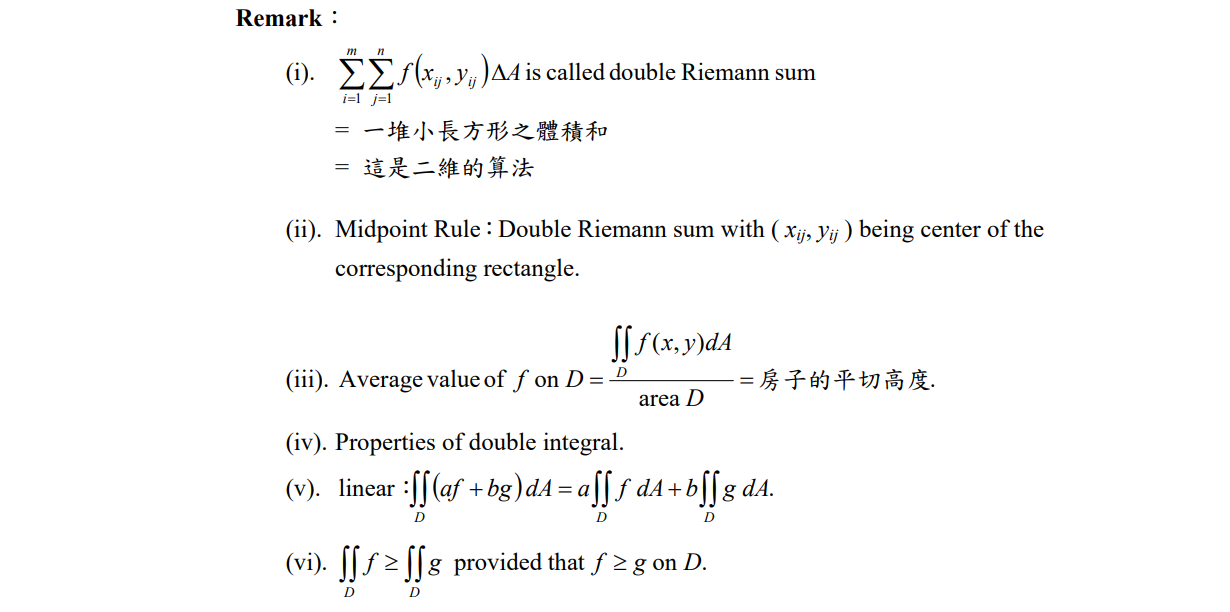 Remark：
(i). $\sum_{i=1}^{m}\sum_{j=1}^{n} f(x_{ij}, y_{ij})\Delta A$ is called double Riemann sum
= 一堆小長方形之體積和
= 這是二維的算法
(ii). Midpoint Rule：Double Riemann sum with ( $x_{ij}, y_{ij}$ ) being center of the
corresponding rectangle.
(iii). Average value of $f$ on $D = \frac{\iint_D f(x, y)dA}{\text{area } D}$ = 房子的平切高度.
(iv). Properties of double integral.
(v). linear：$\iint_D (af + bg)dA = a\iint_D f\ dA + b\iint_D g\ dA.$
(vi). $\iint_D f \geq \iint_D g$ provided that $f \geq g$ on $D$.